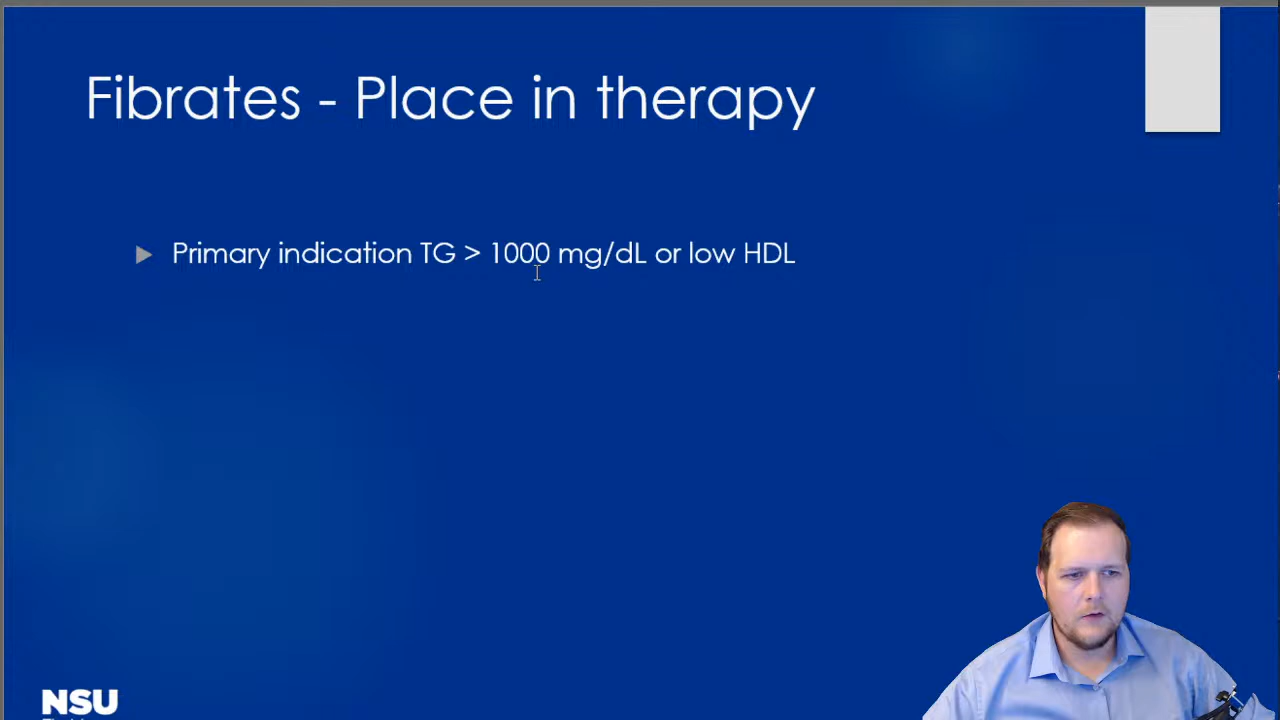 Fibrates - Place in therapy
Primary indication TG > 1000 mg/dL or low HDL
NSU